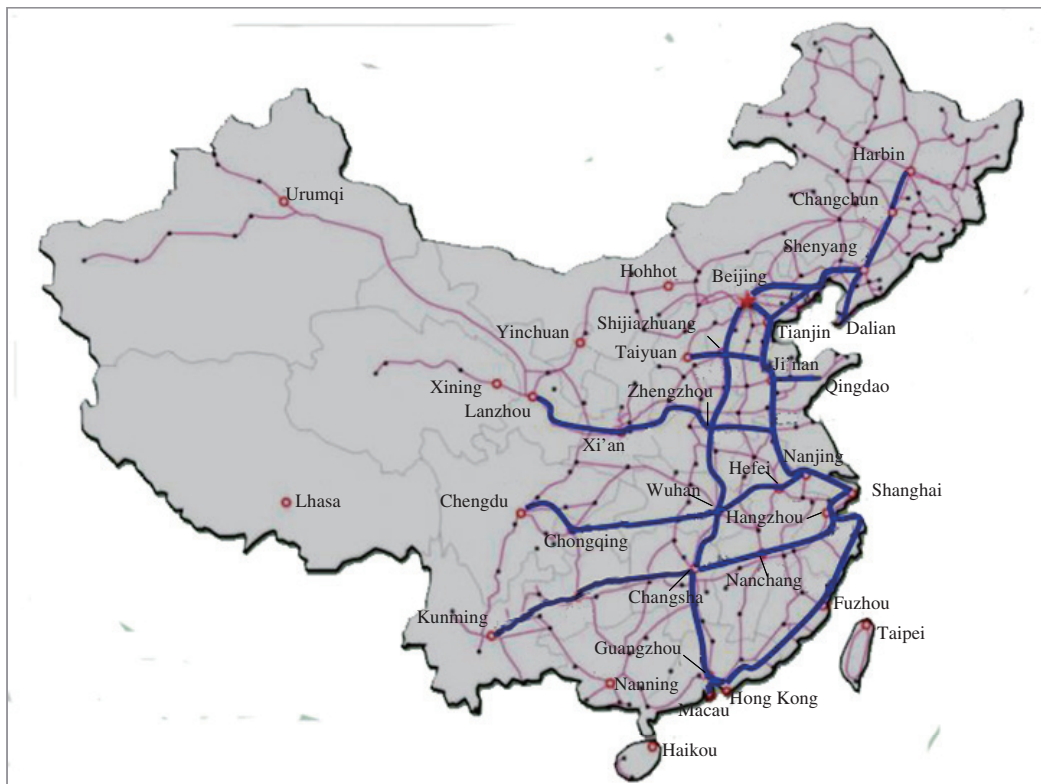 Harbin
Urumqi
Changchun
Shenyang
Hohhot
Beijing
Shijiazhuang
Yinchuan
Tianjin
Dalian
Taiyuan
Ji'nan
Xining
Zhengzhou
Qingdao
Lanzhou
Xi'an
Nanjing
Hefei
Wuhan
Shanghai
Lhasa
Chengdu
Hangzhou
Chongqing
Nanchang
Changsha
Fuzhou
Kunming
Taipei
Guangzhou
Nanning
Hong Kong
Macau
Haikou